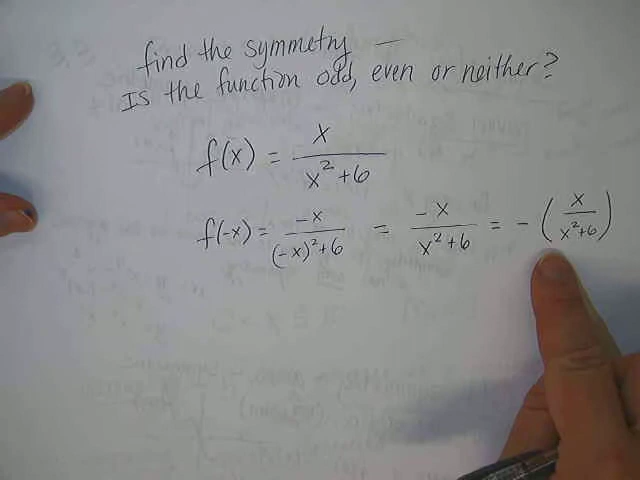 find the symmetry —
Is the function odd, even or neither?
f(x) = x / x²+6
f(-x) = -x / (-x)²+6 = -x / x²+6 = - (x / x²+6)